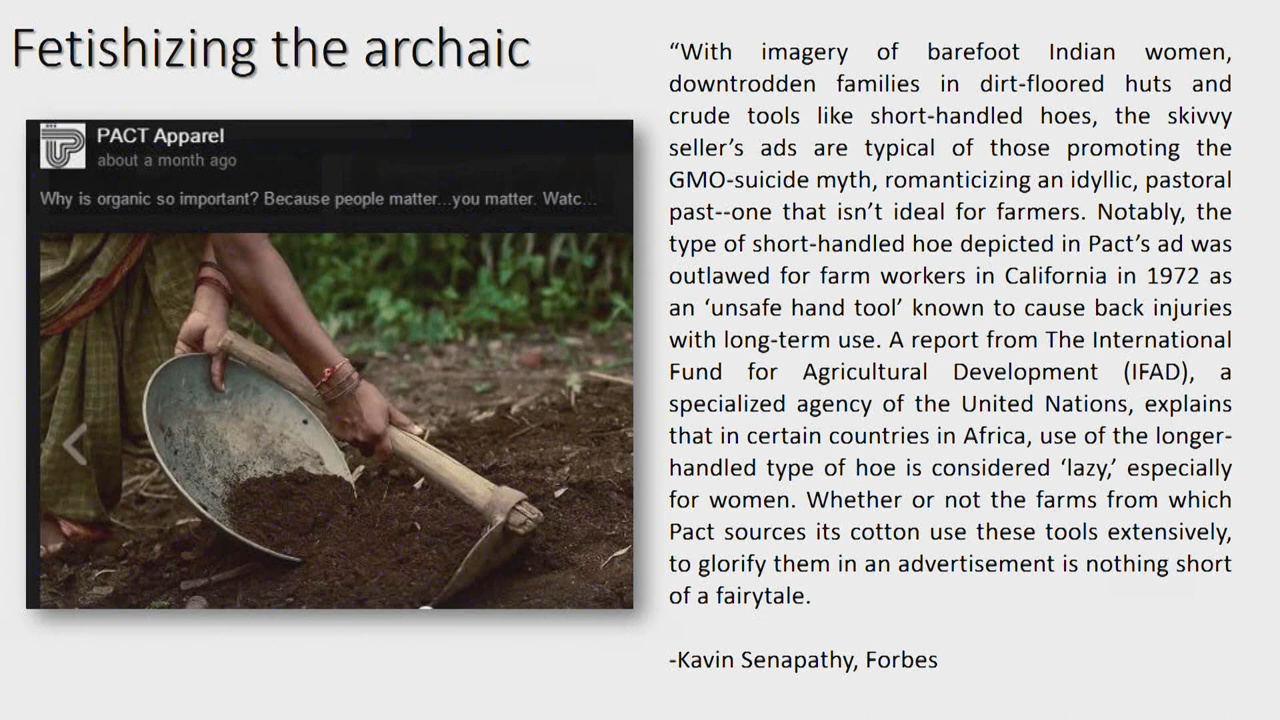 Fetishizing the archaic
PACT Apparel
about a month ago
Why is organic so important? Because people matter...you matter. Watc...
“With imagery of barefoot Indian women,
downtrodden families in dirt-floored huts and
crude tools like short-handled hoes, the skivvy
seller’s ads are typical of those promoting the
GMO-suicide myth, romanticizing an idyllic, pastoral
past--one that isn’t ideal for farmers. Notably, the
type of short-handled hoe depicted in Pact’s ad was
outlawed for farm workers in California in 1972 as
an ‘unsafe hand tool’ known to cause back injuries
with long-term use. A report from The International
Fund for Agricultural Development (IFAD), a
specialized agency of the United Nations, explains
that in certain countries in Africa, use of the longer-
handled type of hoe is considered ‘lazy,’ especially
for women. Whether or not the farms from which
Pact sources its cotton use these tools extensively,
to glorify them in an advertisement is nothing short
of a fairytale.
-Kavin Senapathy, Forbes